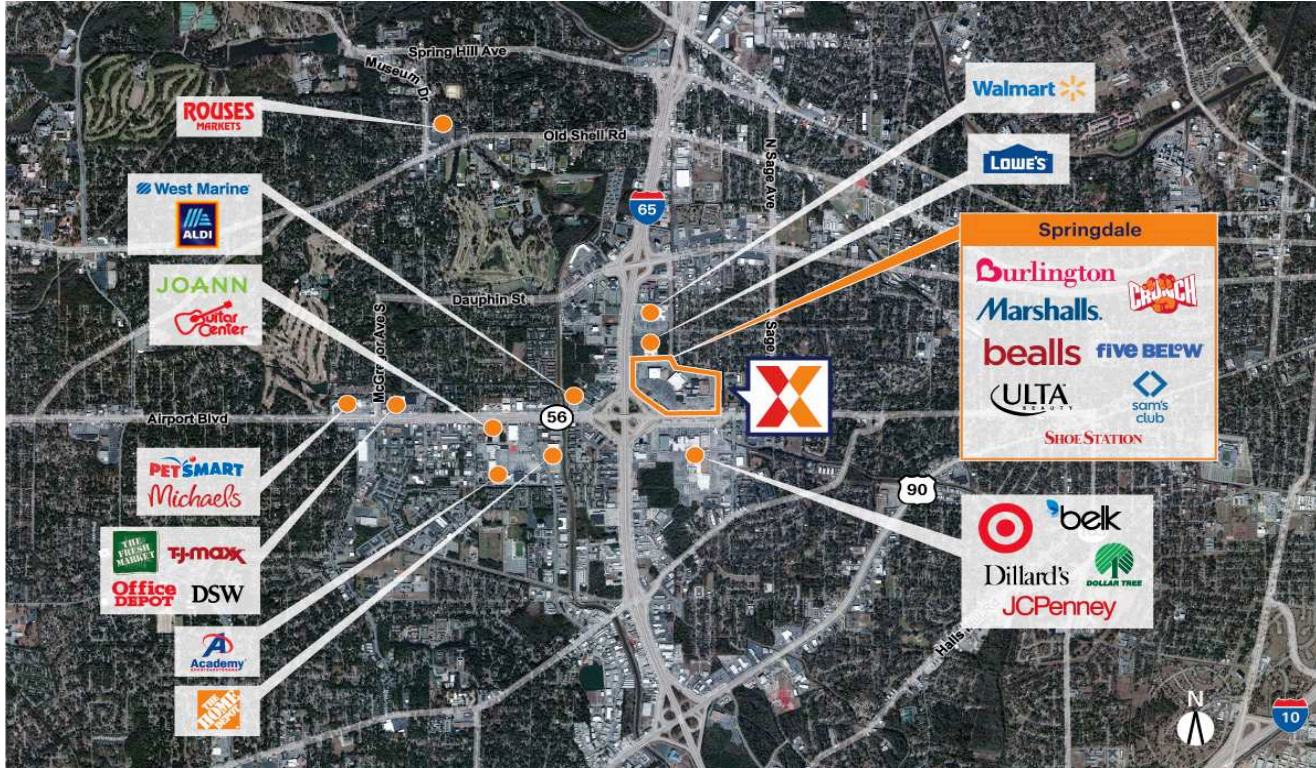 Spring Hill Ave
Museum Dr
ROUSES
MARKETS
Old Shell Rd
N Sage Ave
Walmart
LOWE'S
65
West Marine
ALDI
Springdale
Burlington
CRUNCH
Marshalls.
bealls
five BEL°W
ULTA
BEAUTY
sam's
club
SHOE STATION
JOANN
Guitar
Center
Dauphin St
McGregor Ave S
Sage
Airport Blvd
56
X
PETSMART
Michaels
90
THE
FRESH
MARKET
T·J·maxx
Office
DEPOT
DSW
belk
Dillard's
DOLLAR TREE
JCPenney
Academy
THE
HOME
DEPOT
Halls
N
10